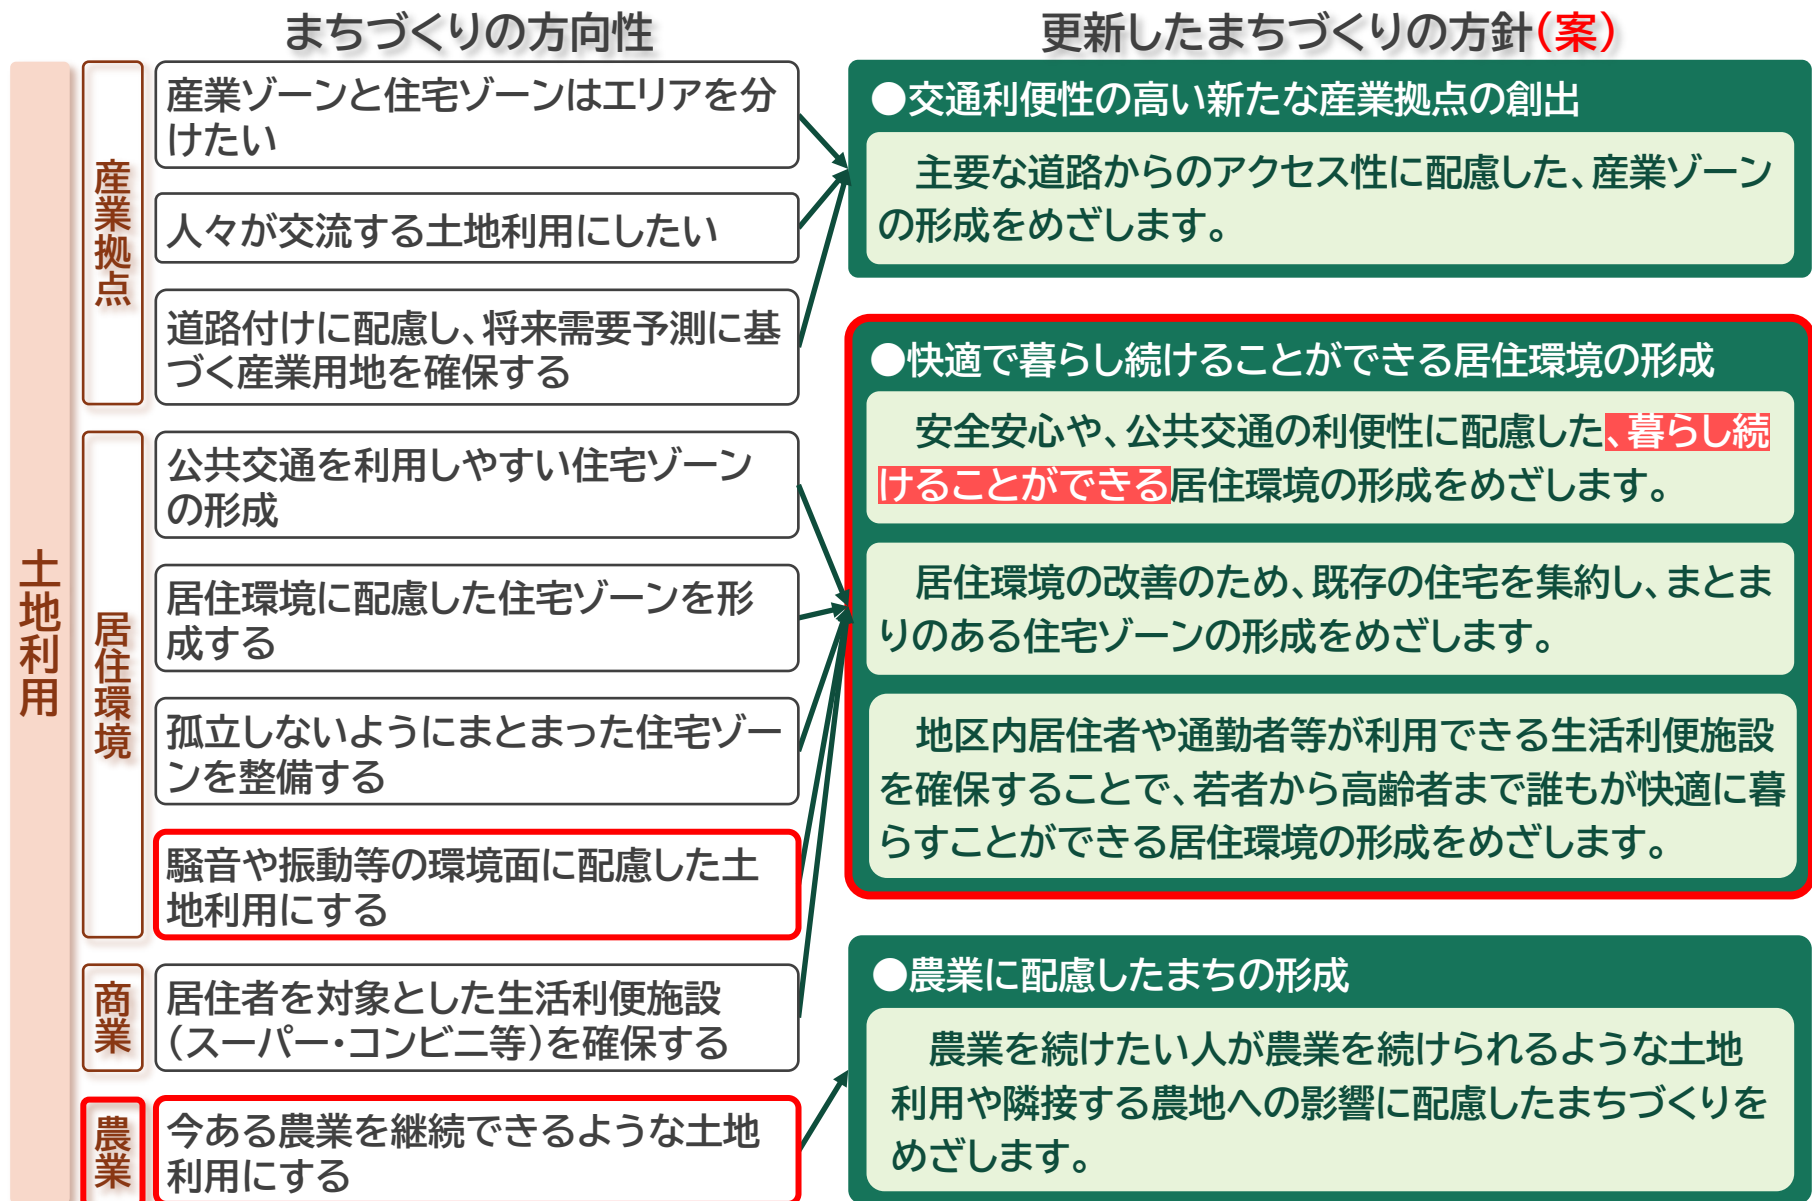 まちづくりの方向性
更新したまちづくりの方針(案)
土地利用
産業拠点
産業ゾーンと住宅ゾーンはエリアを分
けたい
人々が交流する土地利用にしたい
道路付けに配慮し、将来需要予測に基
づく産業用地を確保する
居住環境
公共交通を利用しやすい住宅ゾーン
の形成
居住環境に配慮した住宅ゾーンを形
成する
孤立しないようにまとまった住宅ゾー
ンを整備する
騒音や振動等の環境面に配慮した土
地利用にする
商業
居住者を対象とした生活利便施設
(スーパー・コンビニ等)を確保する
農業
今ある農業を継続できるような土地
利用にする
●交通利便性の高い新たな産業拠点の創出
主要な道路からのアクセス性に配慮した、産業ゾーン
の形成をめざします。
●快適で暮らし続けることができる居住環境の形成
安全安心や、公共交通の利便性に配慮した、暮らし続
けることができる居住環境の形成をめざします。
居住環境の改善のため、既存の住宅を集約し、まとま
りのある住宅ゾーンの形成をめざします。
地区内居住者や通勤者等が利用できる生活利便施設
を確保することで、若者から高齢者まで誰もが快適に暮
らすことができる居住環境の形成をめざします。
●農業に配慮したまちの形成
農業を続けたい人が農業を続けられるような土地
利用や隣接する農地への影響に配慮したまちづくりを
めざします。